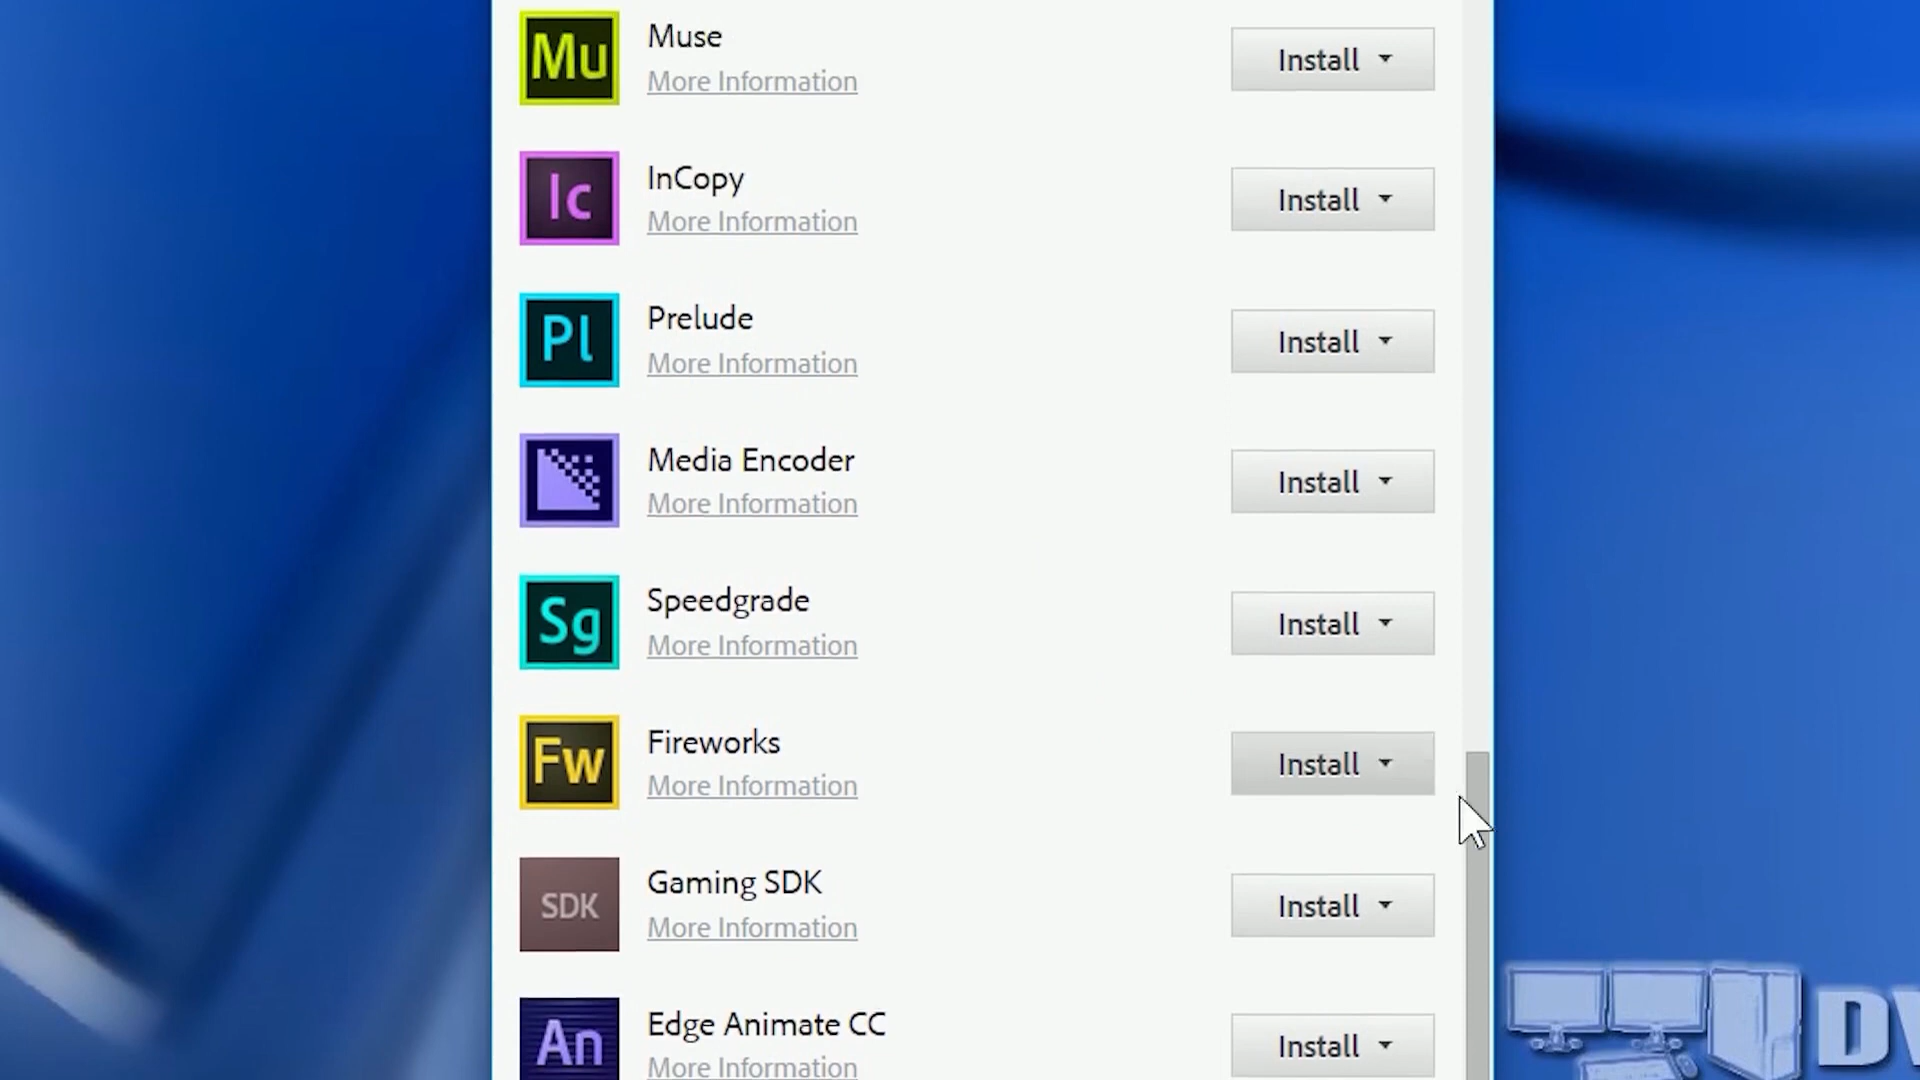 Mu
Muse
More Information
Install
Ic
InCopy
More Information
Install
Pl
Prelude
More Information
Install
Media Encoder
More Information
Install
Sg
Speedgrade
More Information
Install
Fw
Fireworks
More Information
Install
SDK
Gaming SDK
More Information
Install
An
Edge Animate CC
More Information
Install